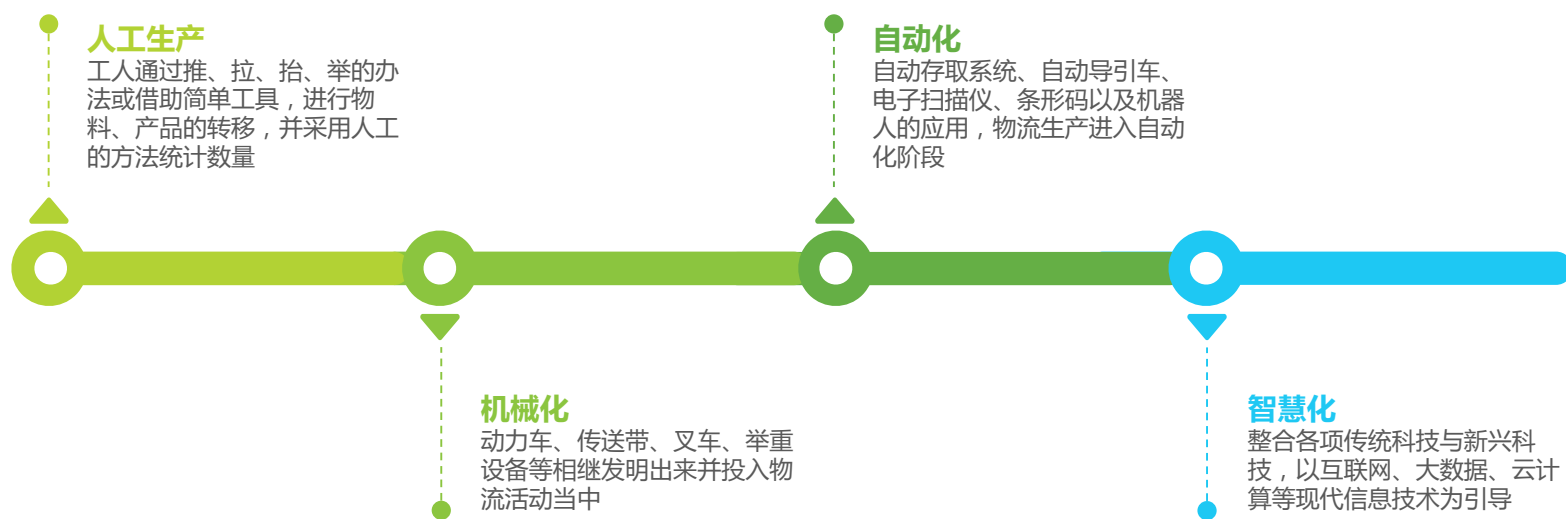 人工生产
工人通过推、拉、抬、举的办
法或借助简单工具，进行物
料、产品的转移，并采用人工
的方法统计数量
机械化
动力车、传送带、叉车、举重
设备等相继发明出来并投入物
流活动当中
自动化
自动存取系统、自动导引车、
电子扫描仪、条形码以及机器
人的应用，物流生产进入自动
化阶段
智慧化
整合各项传统科技与新兴科
技，以互联网、大数据、云计
算等现代信息技术为引导